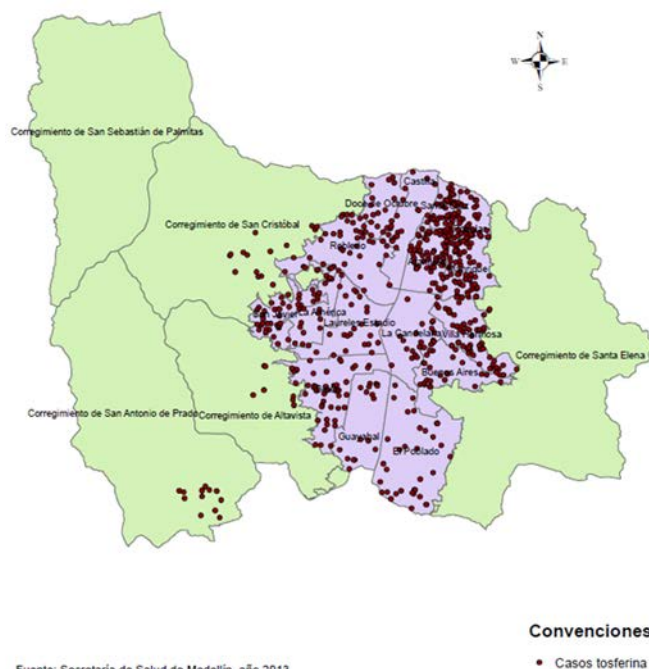 N
W E
S
Corregimiento de San Sebastián de Palmitas
Castilla
Doce de Octubre
Corregimiento de San Cristóbal
Robledo
San Javier
La América
Laureles Estadio
La Candelaria
Villa Hermosa
Corregimiento de Santa Elena
Buenos Aires
Corregimiento de San Antonio de Prado
Corregimiento de Altavista
Guayabal
El Poblado
Convenciones
Casos tosferina
Fuente: Secretaría de Salud de Medellín, año 2013